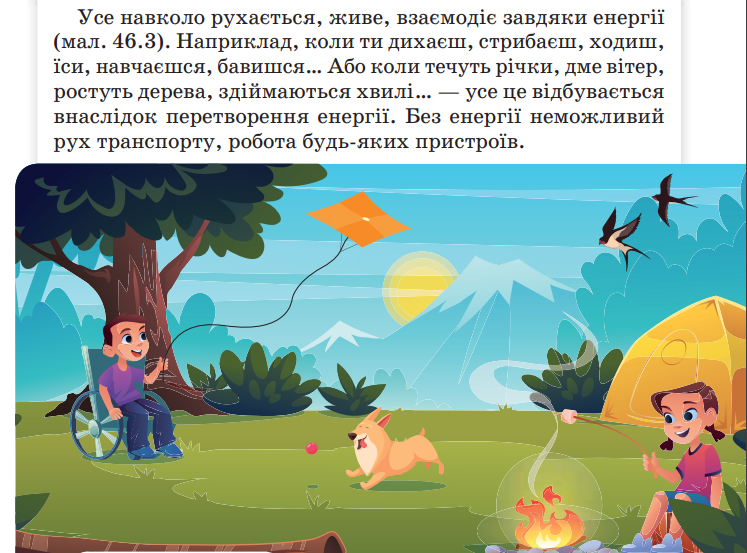 Усе навколо рухається, живе, взаємодіє завдяки енергії
(мал. 46.3). Наприклад, коли ти дихаєш, стрибаєш, ходиш,
їси, навчаєшся, бавишся... Або коли течуть річки, дме вітер,
ростуть дерева, здіймаються хвилі... — усе це відбувається
внаслідок перетворення енергії. Без енергії неможливий
рух транспорту, робота будь-яких пристроїв.